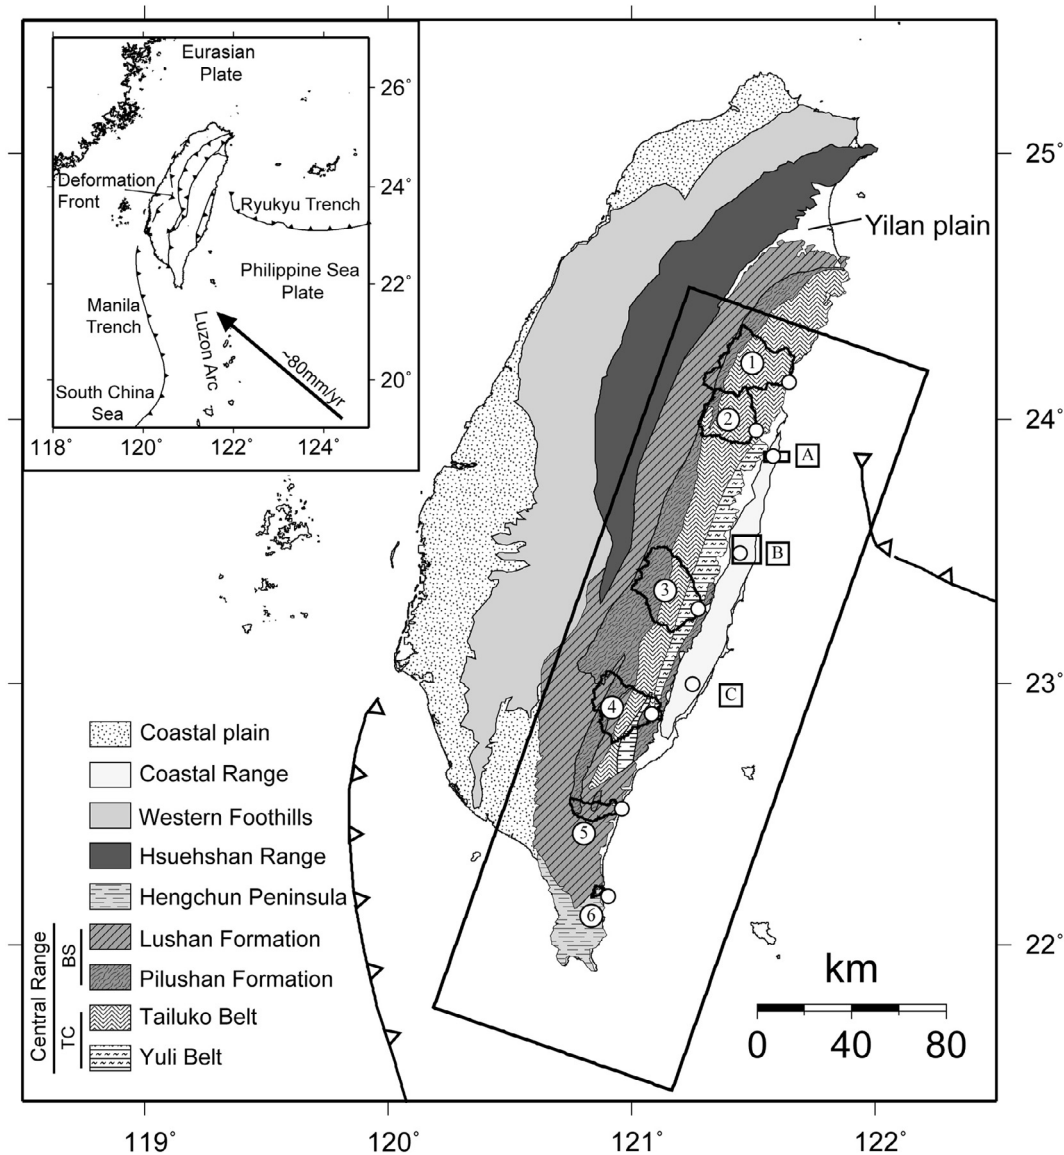 Eurasian
Plate
26°
Deformation
Front
24°
Ryukyu Trench
Philippine Sea
Plate
22°
Manila
Trench
Luzon Arc
~80mm/yr
20°
South China
Sea
118
120
122
124
25°
Yilan plain
1
24°
2
A
B
3
23°
4
C
5
6
22°
Coastal plain
Coastal Range
Western Foothills
Hsuehshan Range
Hengchun Peninsula
Central Range
BS
Lushan Formation
Pilushan Formation
TC
Tailuko Belt
Yuli Belt
km
0
40
80
119°
120°
121°
122°